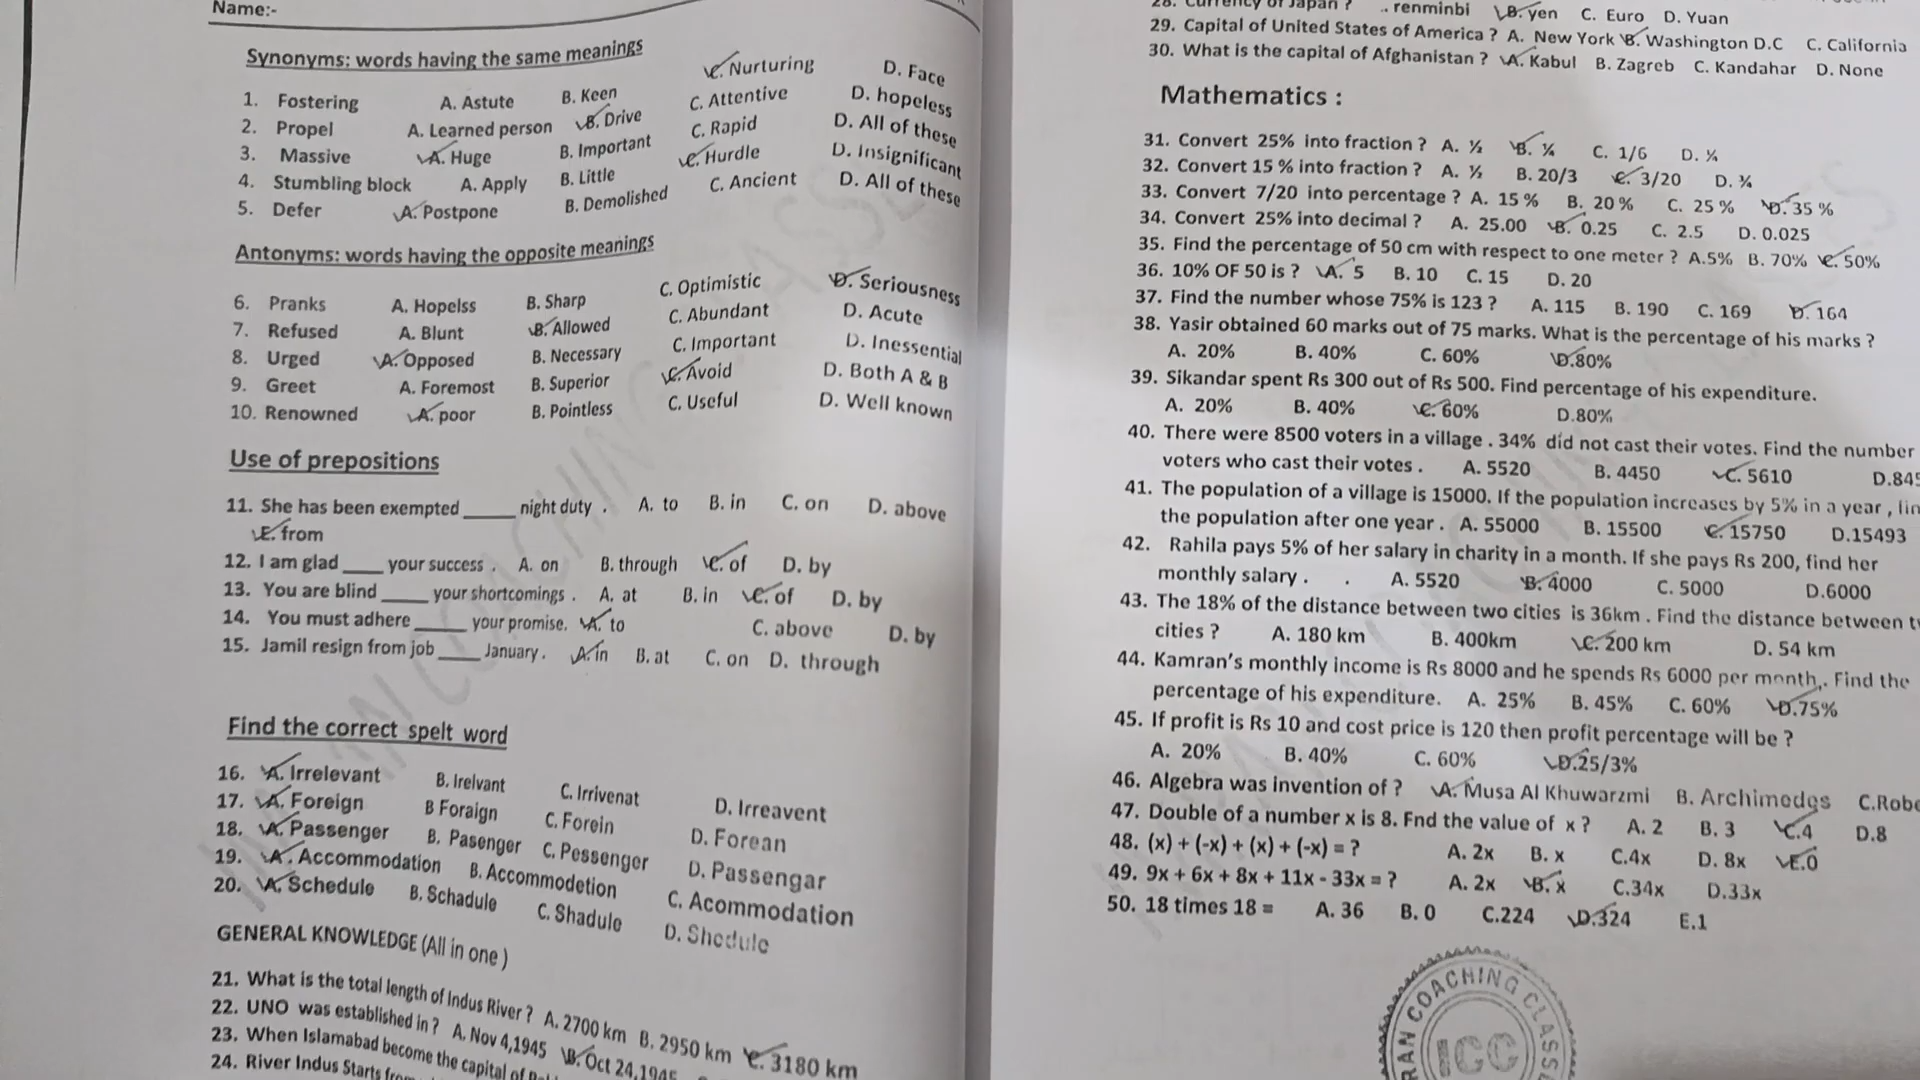 Name:-
Synonyms: words having the same meanings
1. Fostering A. Astute B. Keen C. Nurturing D. Face
2. Propel A. Learned person B. Drive C. Attentive D. hopeless
3. Massive A. Huge B. Important C. Rapid D. All of these
4. Stumbling block A. Apply B. Little C. Hurdle D. Insignificant
5. Defer A. Postpone B. Demolished C. Ancient D. All of these
Antonyms: words having the opposite meanings
6. Pranks A. Hopelss B. Sharp C. Optimistic D. Seriousness
7. Refused A. Blunt B. Allowed C. Abundant D. Acute
8. Urged A. Opposed B. Necessary C. Important D. Inessential
9. Greet A. Foremost B. Superior C. Avoid D. Both A & B
10. Renowned A. poor B. Pointless C. Useful D. Well known
Use of prepositions
11. She has been exempted _____ night duty . A. to B. in C. on D. above
E. from
12. I am glad ____ your success . A. on B. through C. of D. by
13. You are blind _____ your shortcomings . A. at B. in C. of D. by
14. You must adhere _____ your promise. A. to C. above D. by
15. Jamil resign from job ____ January. A. in B. at C. on D. through
Find the correct spelt word
16. A. Irrelevant B. Irelvant C. Irrivenat D. Irreavent
17. A. Foreign B Foraign C. Forein D. Forean
18. A. Passenger B. Pasenger C. Pessenger D. Passengar
19. A. Accommodation B. Accommodetion C. Acommodation
20. A. Schedule B. Schadule C. Shadule D. Shedule
GENERAL KNOWLEDGE (All in one )
21. What is the total length of Indus River ? A. 2700 km B. 2950 km C. 3180 km
22. UNO was established in ? A. Nov 4,1945 B. Oct 24,1945
23. When Islamabad become the capital of
24. River Indus Starts
28. Currency of Japan ? renminbi B. yen C. Euro D. Yuan
29. Capital of United States of America ? A. New York B. Washington D.C C. California
30. What is the capital of Afghanistan ? A. Kabul B. Zagreb C. Kandahar D. None
Mathematics :
31. Convert 25% into fraction ? A. ½ B. ¼ C. 1/6 D. ¾
32. Convert 15 % into fraction ? A. ½ B. 20/3 C. 3/20 D. ¾
33. Convert 7/20 into percentage ? A. 15 % B. 20 % C. 25 % D. 35 %
34. Convert 25% into decimal ? A. 25.00 B. 0.25 C. 2.5 D. 0.025
35. Find the percentage of 50 cm with respect to one meter ? A.5% B. 70% C. 50%
36. 10% OF 50 is ? A. 5 B. 10 C. 15 D. 20
37. Find the number whose 75% is 123 ? A. 115 B. 190 C. 169 D. 164
38. Yasir obtained 60 marks out of 75 marks. What is the percentage of his marks ?
A. 20% B. 40% C. 60% D.80%
39. Sikandar spent Rs 300 out of Rs 500. Find percentage of his expenditure.
A. 20% B. 40% C. 60% D.80%
40. There were 8500 voters in a village . 34% did not cast their votes. Find the number
voters who cast their votes . A. 5520 B. 4450 C. 5610 D.845
41. The population of a village is 15000. If the population increases by 5% in a year ,
the population after one year . A. 55000 B. 15500 C. 15750 D.15493
42. Rahila pays 5% of her salary in charity in a month. If she pays Rs 200, find her
monthly salary . . A. 5520 B. 4000 C. 5000 D.6000
43. The 18% of the distance between two cities is 36km . Find the distance between
cities ? A. 180 km B. 400km C. 200 km D. 54 km
44. Kamran's monthly income is Rs 8000 and he spends Rs 6000 per month,. Find the
percentage of his expenditure. A. 25% B. 45% C. 60% D.75%
45. If profit is Rs 10 and cost price is 120 then profit percentage will be ?
A. 20% B. 40% C. 60% D.25/3%
46. Algebra was invention of ? A. Musa Al Khuwarzmi B. Archimedes C.Robe
47. Double of a number x is 8. Fnd the value of x ? A. 2 B. 3 C.4 D.8
48. (x) + (-x) + (x) + (-x) = ? A. 2x B. x C.4x D. 8x E.0
49. 9x + 6x + 8x + 11x - 33x = ? A. 2x B. x C.34x D.33x
50. 18 times 18 = A. 36 B. 0 C.224 D.324 E.1
COACHING CLASS
ICC